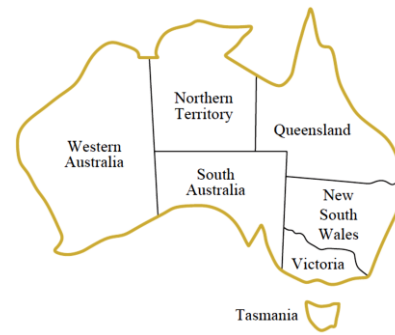 Northern
Territory
Western
Australia
Queensland
South
Australia
New
South
Wales
Victoria
Tasmania